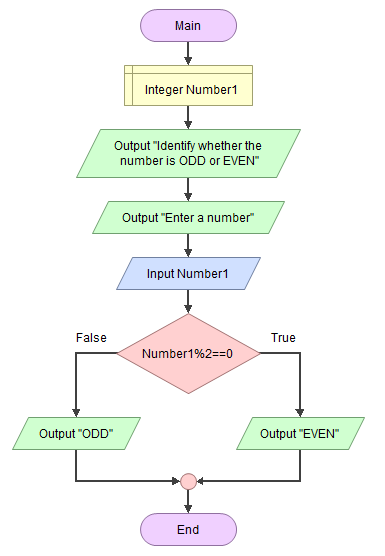 Main
Integer Number1
Output "Identify whether the
number is ODD or EVEN"
Output "Enter a number"
Input Number1
False
True
Number1%2==0
Output "ODD"
Output "EVEN"
End